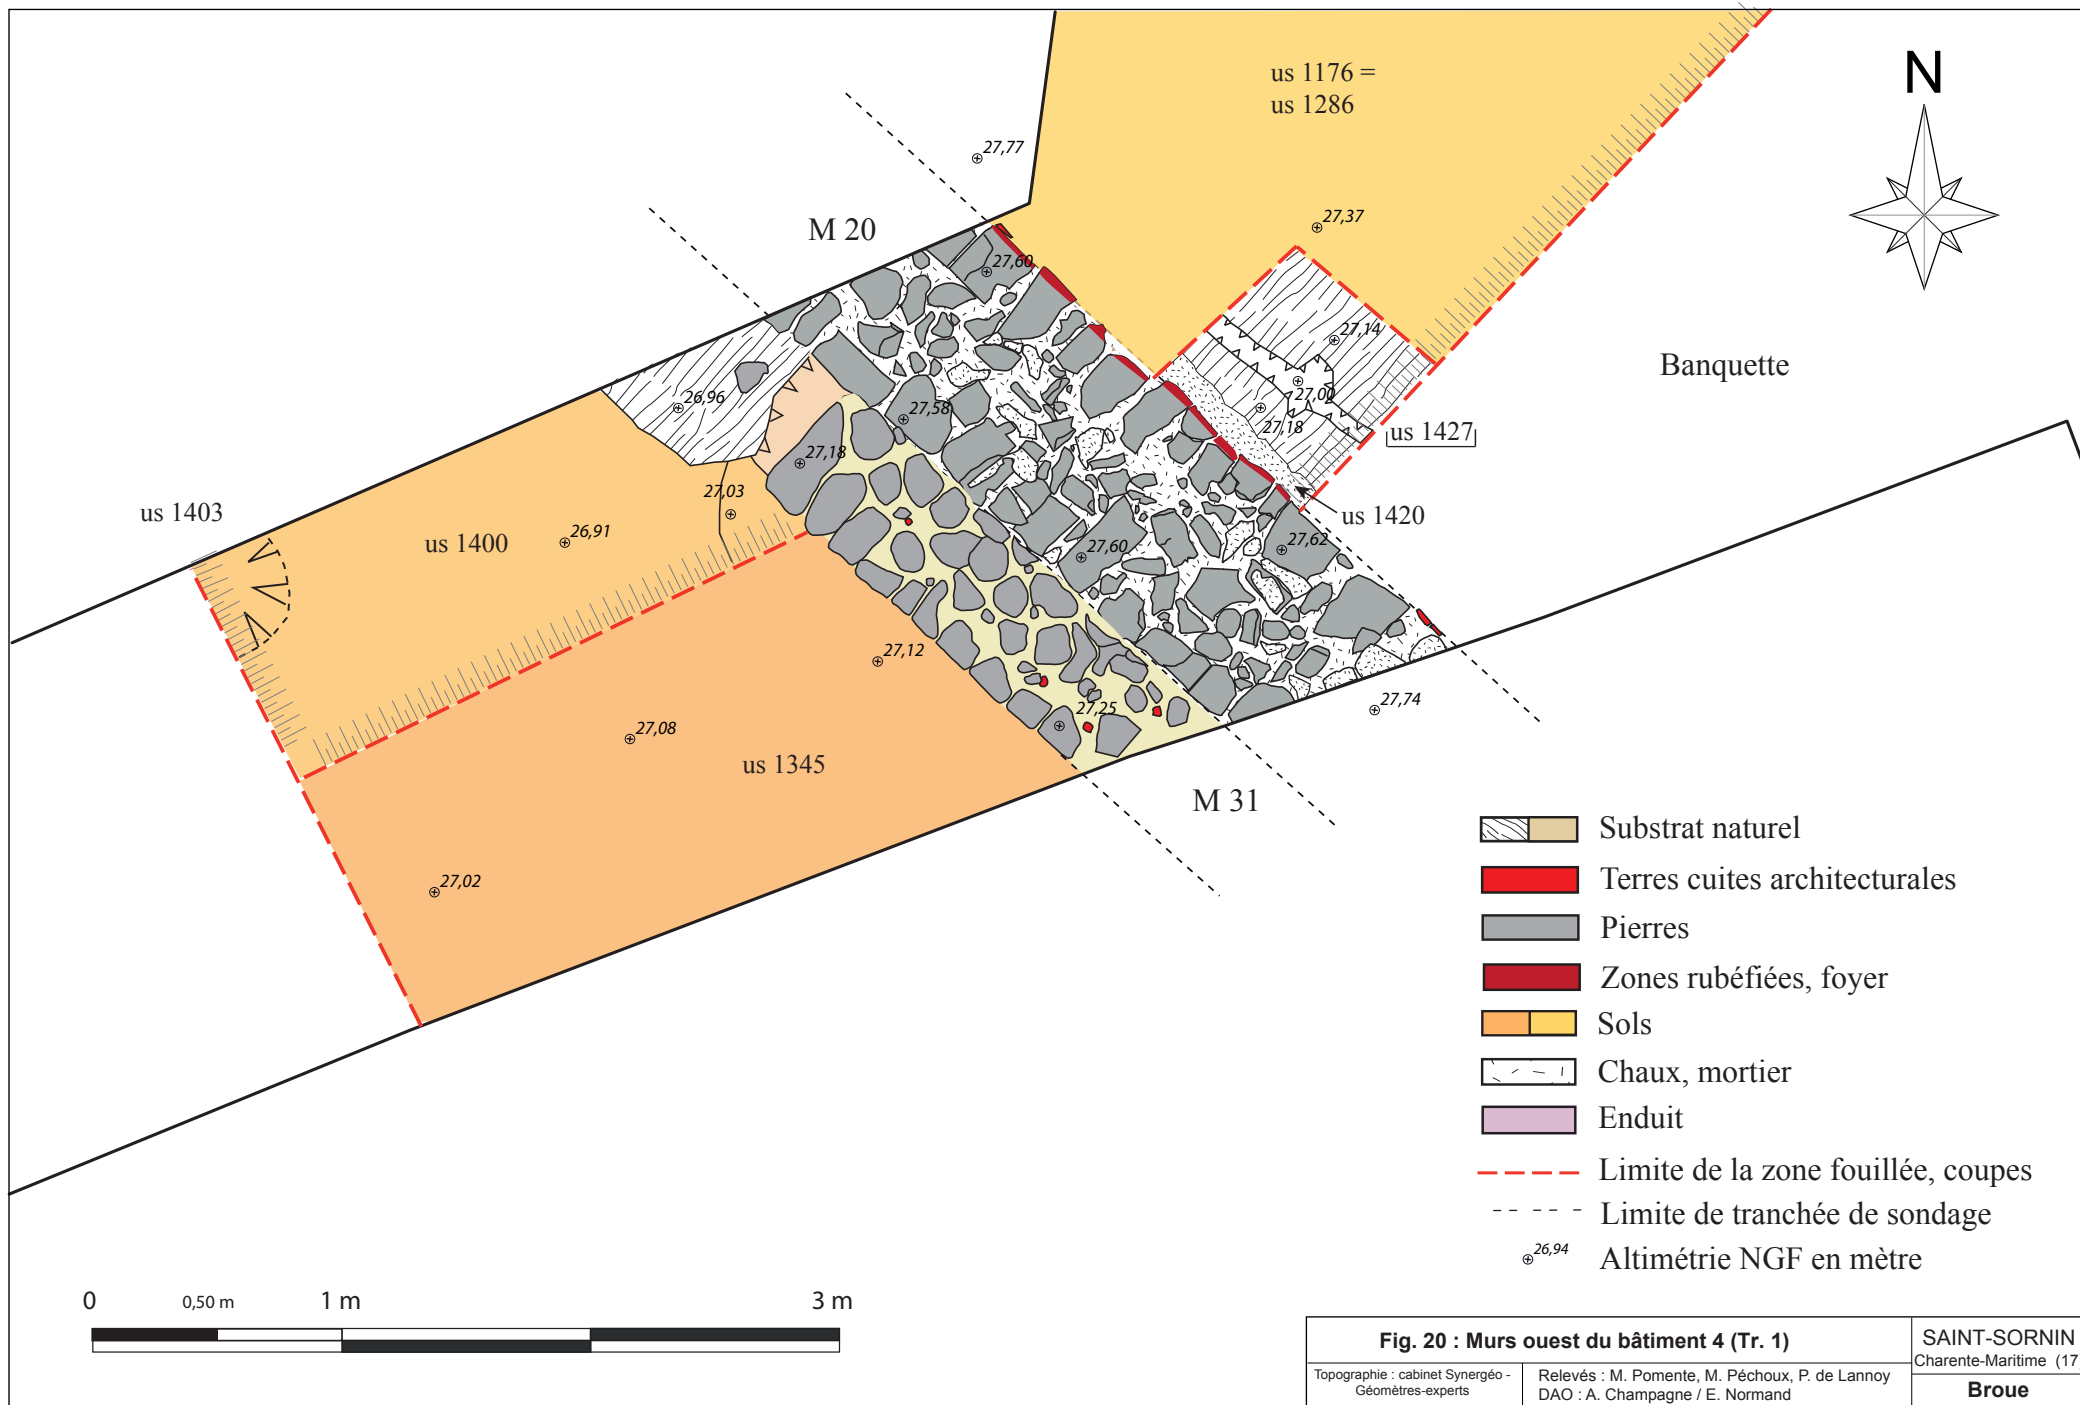 us 1176 =
us 1286
N
27,77
M 20
27,37
27,60
27,14
Banquette
26,96
27,00
27,58
27,18
us 1427
27,18
27,03
us 1403
us 1400
26,91
us 1420
27,60
27,62
27,12
27,25
27,74
27,08
us 1345
M 31
27,02
Substrat naturel
Terres cuites architecturales
Pierres
Zones rubéfiées, foyer
Sols
Chaux, mortier
Enduit
Limite de la zone fouillée, coupes
Limite de tranchée de sondage
26,94
Altimétrie NGF en mètre
0
0,50 m
1 m
3 m
Fig. 20 : Murs ouest du bâtiment 4 (Tr. 1)
Topographie : cabinet Synergéo -
Géomètres-experts
Relevés : M. Pomente, M. Péchoux, P. de Lannoy
DAO : A. Champagne / E. Normand
SAINT-SORNIN
Charente-Maritime (17
Broue